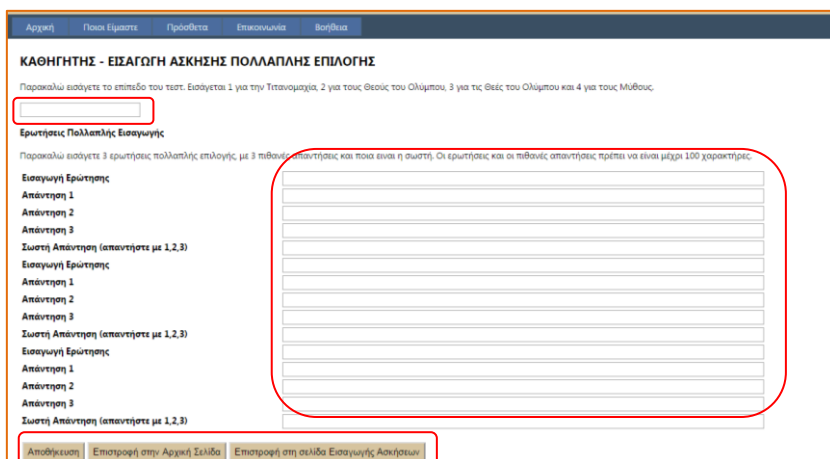 Αρχική Ποιοι Είμαστε Πρόσθετα Επικοινωνία Βοήθεια
ΚΑΘΗΓΗΤΗΣ - ΕΙΣΑΓΩΓΗ ΑΣΚΗΣΗΣ ΠΟΛΛΑΠΛΗΣ ΕΠΙΛΟΓΗΣ
Παρακαλώ εισάγετε το επίπεδο του τεστ. Εισάγεται 1 για την Τιτανομαχία, 2 για τους Θεούς του Ολύμπου, 3 για τις Θεές του Ολύμπου και 4 για τους Μύθους.
Ερωτήσεις Πολλαπλής Εισαγωγής
Παρακαλώ εισάγετε 3 ερωτήσεις πολλαπλής επιλογής, με 3 πιθανές απαντήσεις και ποια ειναι η σωστή. Οι ερωτήσεις και οι πιθανές απαντήσεις πρέπει να είναι μέχρι 100 χαρακτήρες.
Εισαγωγή Ερώτησης
Απάντηση 1
Απάντηση 2
Απάντηση 3
Σωστή Απάντηση (απαντήστε με 1,2,3)
Εισαγωγή Ερώτησης
Απάντηση 1
Απάντηση 2
Απάντηση 3
Σωστή Απάντηση (απαντήστε με 1,2,3)
Εισαγωγή Ερώτησης
Απάντηση 1
Απάντηση 2
Απάντηση 3
Σωστή Απάντηση (απαντήστε με 1,2,3)
Αποθήκευση Επιστροφή στην Αρχική Σελίδα Επιστροφή στη σελίδα Εισαγωγής Ασκήσεων